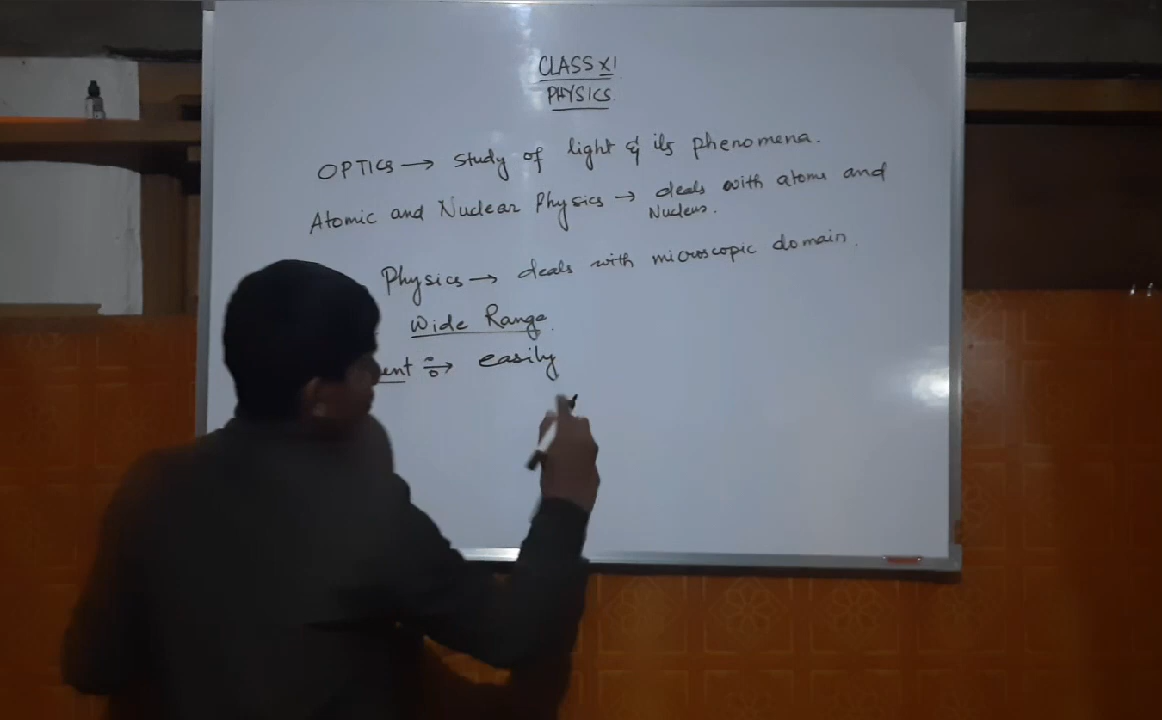 CLASS XI
PHYSICS
OPTICS → Study of light & its phenomena.
Atomic and Nuclear Physics → deals with atoms and
Nucleus.
Physics → deals with microscopic domain.
Wide Range.
ent → easily